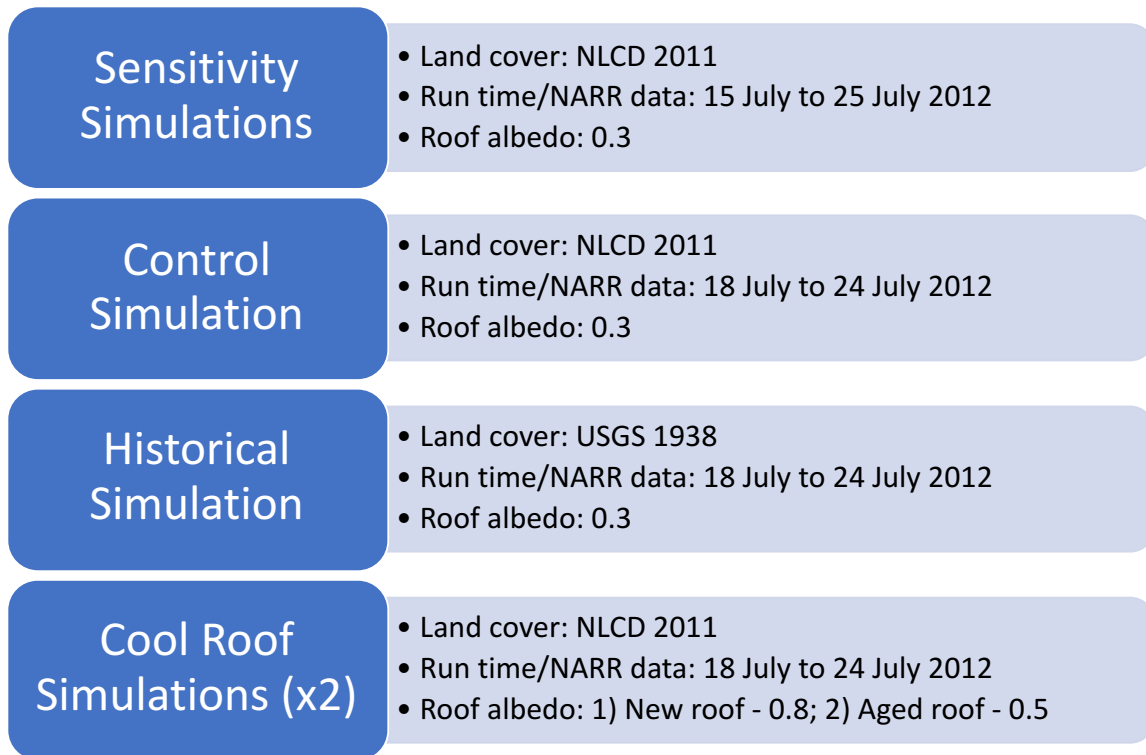 Sensitivity
Simulations
• Land cover: NLCD 2011
• Run time/NARR data: 15 July to 25 July 2012
• Roof albedo: 0.3
Control
Simulation
• Land cover: NLCD 2011
• Run time/NARR data: 18 July to 24 July 2012
• Roof albedo: 0.3
Historical
Simulation
• Land cover: USGS 1938
• Run time/NARR data: 18 July to 24 July 2012
• Roof albedo: 0.3
Cool Roof
Simulations (x2)
• Land cover: NLCD 2011
• Run time/NARR data: 18 July to 24 July 2012
• Roof albedo: 1) New roof - 0.8; 2) Aged roof - 0.5